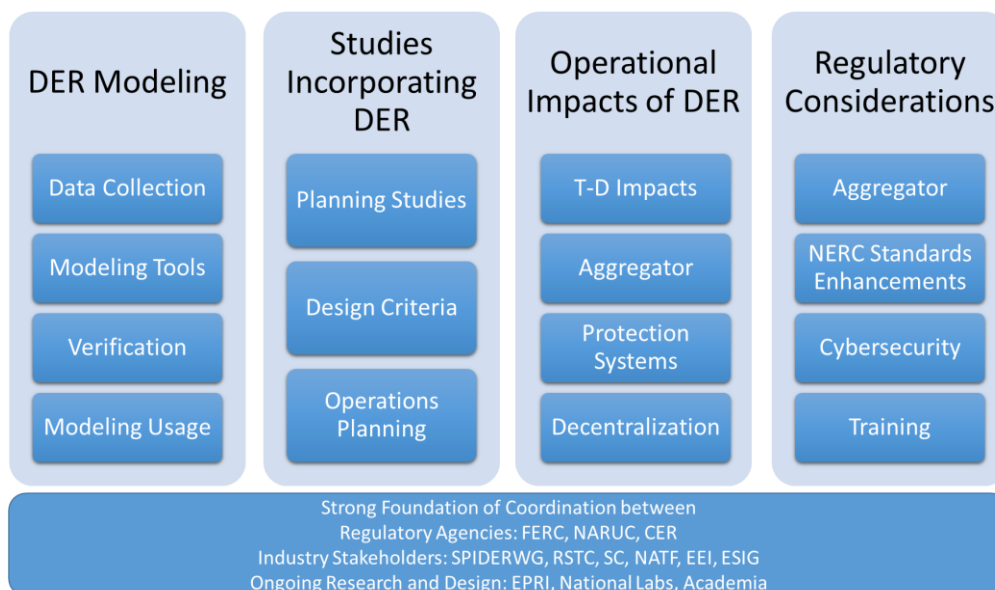 DER Modeling
Data Collection
Modeling Tools
Verification
Modeling Usage
Studies
Incorporating
DER
Planning Studies
Design Criteria
Operations
Planning
Operational
Impacts of DER
T-D Impacts
Aggregator
Protection
Systems
Decentralization
Regulatory
Considerations
Aggregator
NERC Standards
Enhancements
Cybersecurity
Training
Strong Foundation of Coordination between
Regulatory Agencies: FERC, NARUC, CER
Industry Stakeholders: SPIDERWG, RSTC, SC, NATF, EEI, ESIG
Ongoing Research and Design: EPRI, National Labs, Academia